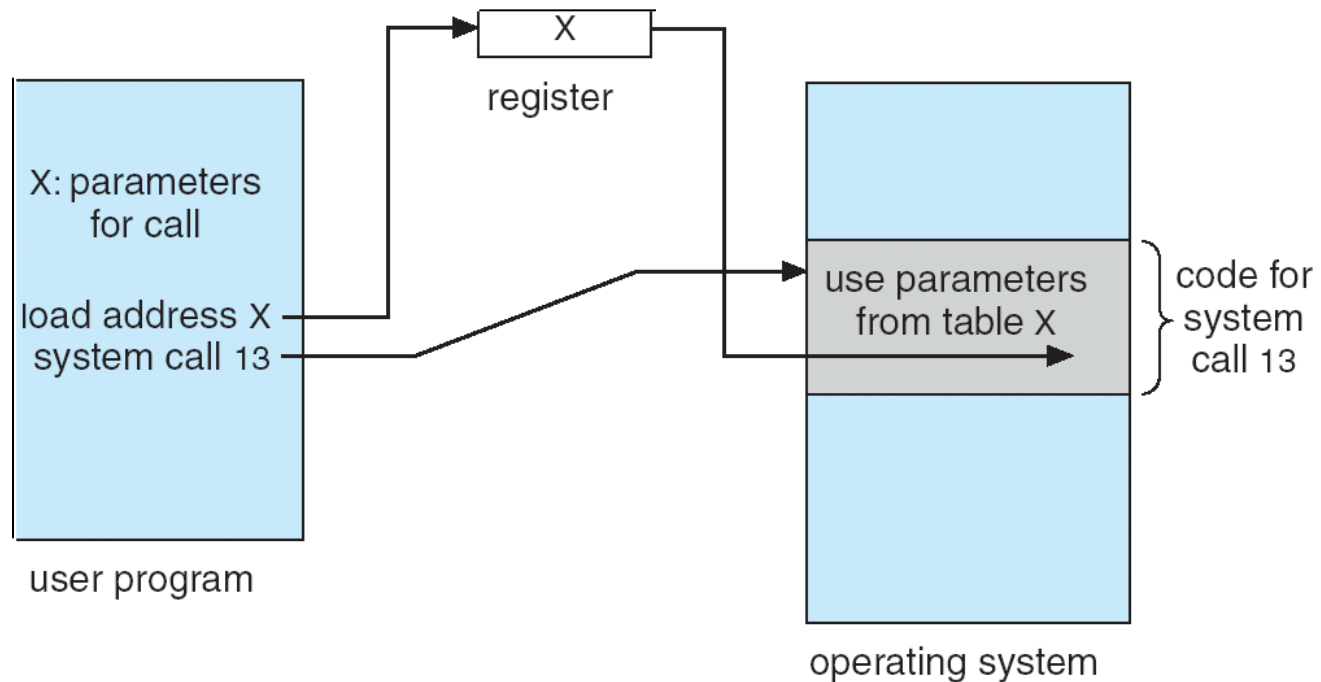 X
register
X: parameters
for call
load address X
system call 13
user program
use parameters
from table X
code for
system
call 13
operating system